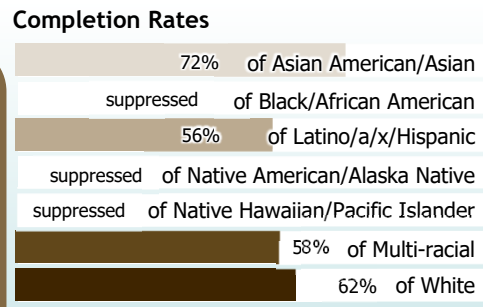 Completion Rates
72% of Asian American/Asian
suppressed of Black/African American
56% of Latino/a/x/Hispanic
suppressed of Native American/Alaska Native
suppressed of Native Hawaiian/Pacific Islander
58% of Multi-racial
62% of White